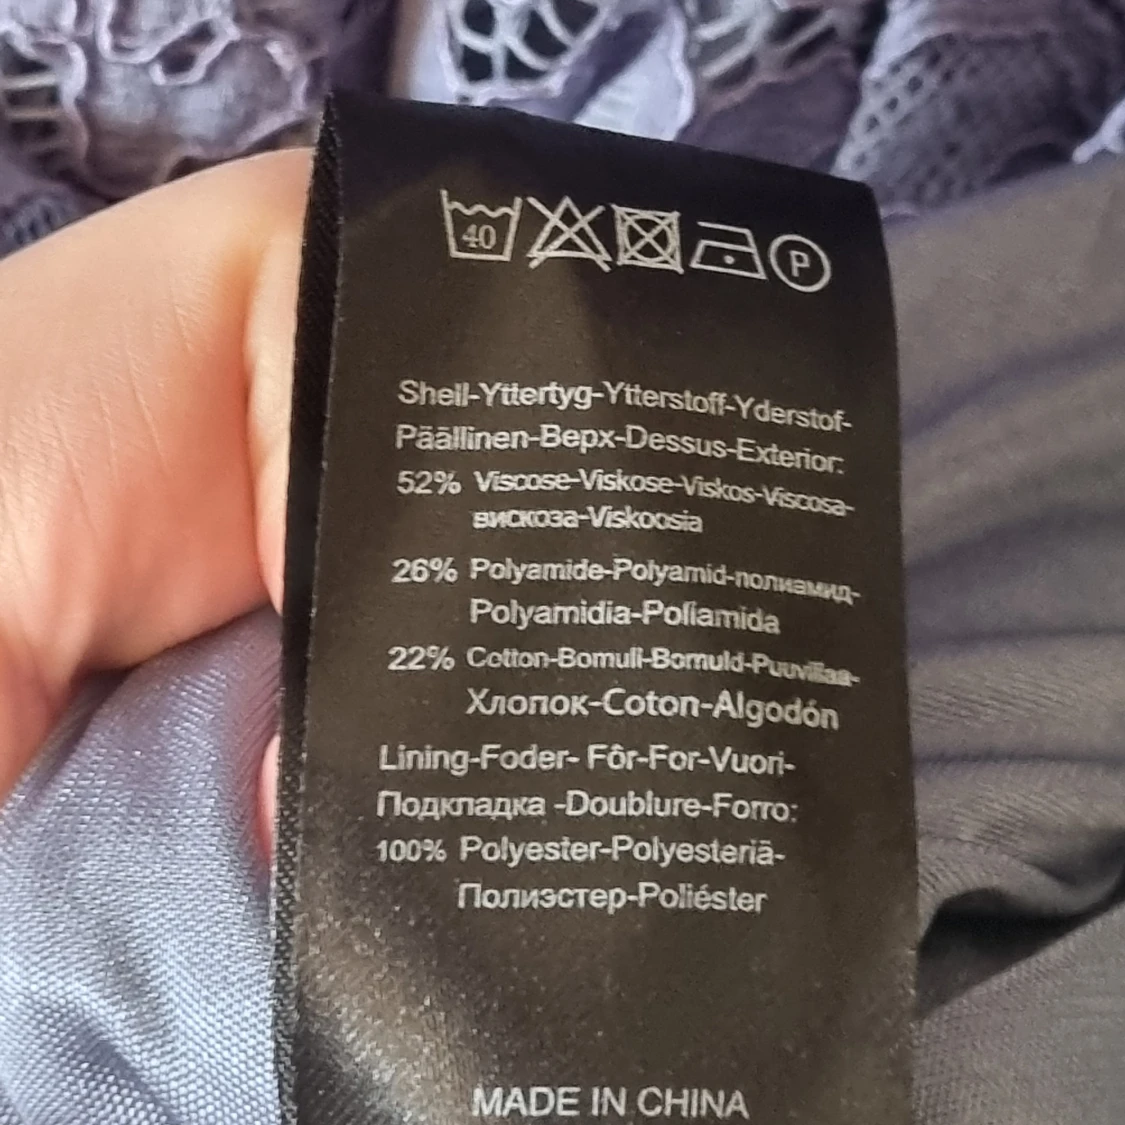 40 P
Shell-Yttertyg-Ytterstoff-Yderstof-
Päällinen-Верх-Dessus-Exterior:
52% Viscose-Viskose-Viskos-Viscosa-
вискоза-Viskoosia
26% Polyamide-Polyamid-полиамид-
Polyamidia-Poliamida
22% Cotton-Bomull-Bomuld-Puuvillaa-
Хлопок-Coton-Algodón
Lining-Foder- Fôr-For-Vuori-
Подкладка -Doublure-Forro:
100% Polyester-Polyesteriä-
Полиэстер-Poliéster
MADE IN CHINA